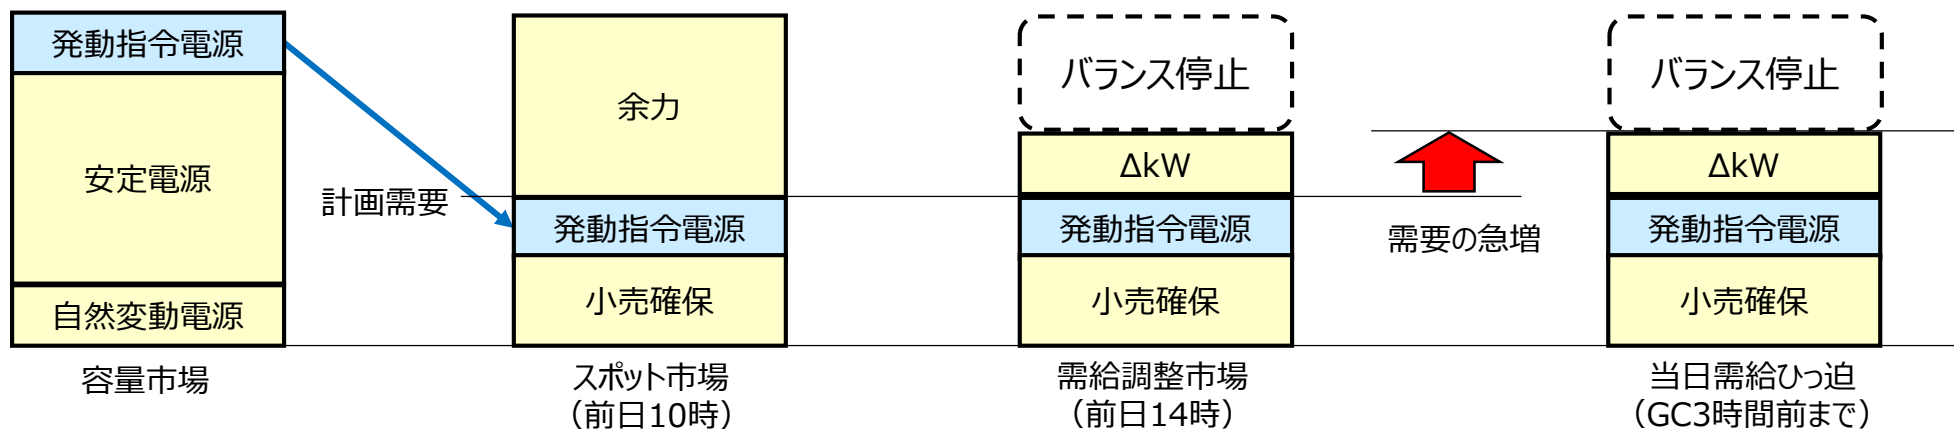 発動指令電源
安定電源
自然変動電源
容量市場
計画需要
余力
発動指令電源
小売確保
スポット市場
（前日10時）
バランス停止
ΔkW
発動指令電源
小売確保
需給調整市場
（前日14時）
需要の急増
バランス停止
ΔkW
発動指令電源
小売確保
当日需給ひっ迫
（GC3時間前まで）